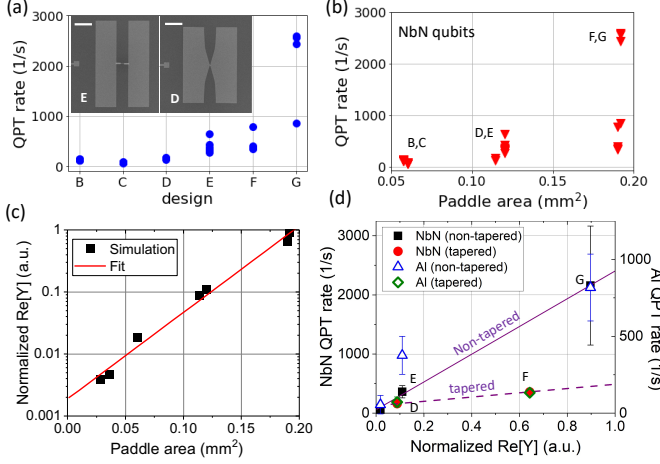 (a)
3000
2000
1000
0
QPT rate (1/s)
E
D
B C D E F G
design
(b)
NbN qubits
F,G
D,E
B,C
3000
2000
1000
0
QPT rate (1/s)
0.05 0.10 0.15 0.20
Paddle area (mm²)
(c)
Simulation
Fit
1
0.1
0.01
0.001
Normalized Re[Y] (a.u.)
0.00 0.05 0.10 0.15 0.20
Paddle area (mm²)
(d)
NbN (non-tapered)
NbN (tapered)
Al (non-tapered)
Al (tapered)
G
Non-tapered
E
F
tapered
D
3000
2000
1000
0
NbN QPT rate (1/s)
1000
500
0
Al QPT rate (1/s)
0.0 0.2 0.4 0.6 0.8 1.0
Normalized Re[Y] (a.u.)